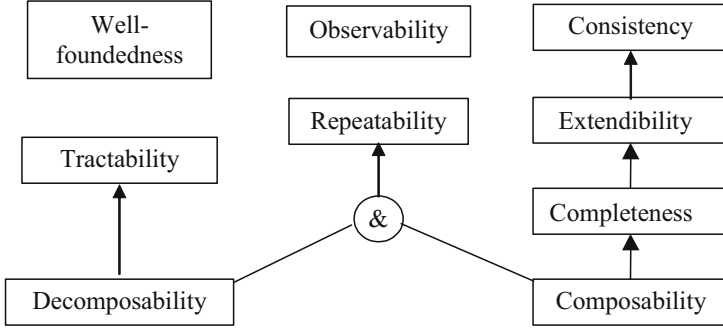 Well-
foundedness
Observability
Consistency
Repeatability
Extendibility
Tractability
Completeness
&
Decomposability
Composability